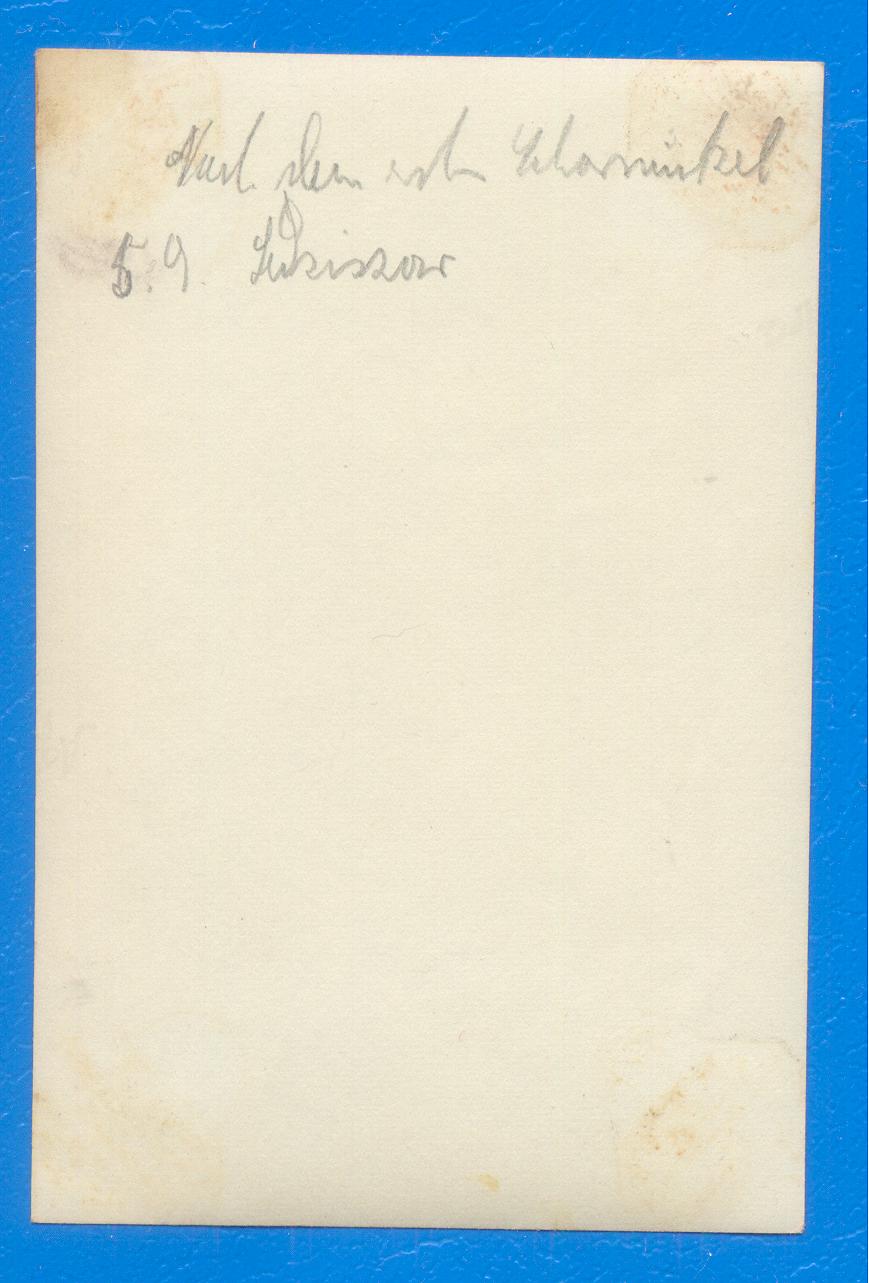 Nach dem ersten Scharmützel
5.9.